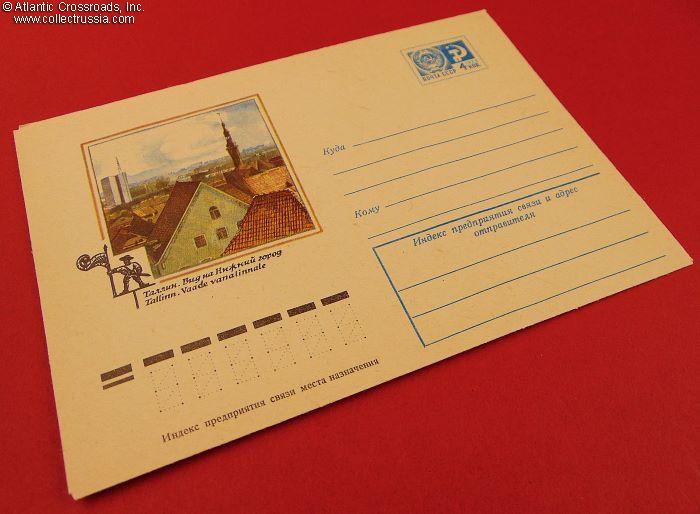 © Atlantic Crossroads, Inc.
www.collectrussia.com
ПОЧТА СССР 4 КОП.
Куда
Кому
Индекс предприятия связи и адрес
отправителя
Таллин. Вид на Нижний город
Tallinn. Vaade vanalinnale
Индекс предприятия связи места назначения